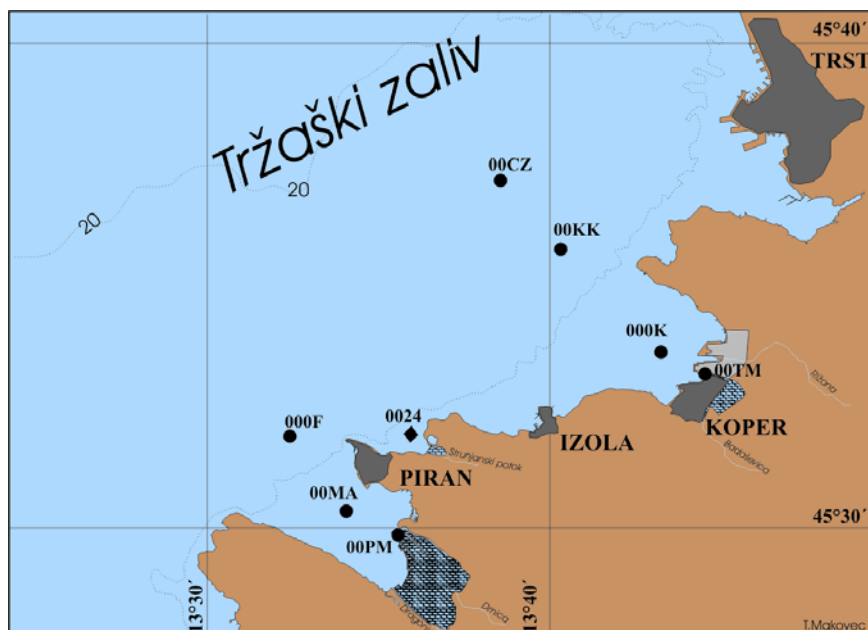 45°40´
TRST
Tržaški zaliv
00CZ
20
20
00KK
000K
00TM
Rižana
KOPER
Badaševica
000F
0024
IZOLA
Strunjanski potok
PIRAN
00MA
45°30´
00PM
13°30´
13°40´
Drnica
T.Makovec